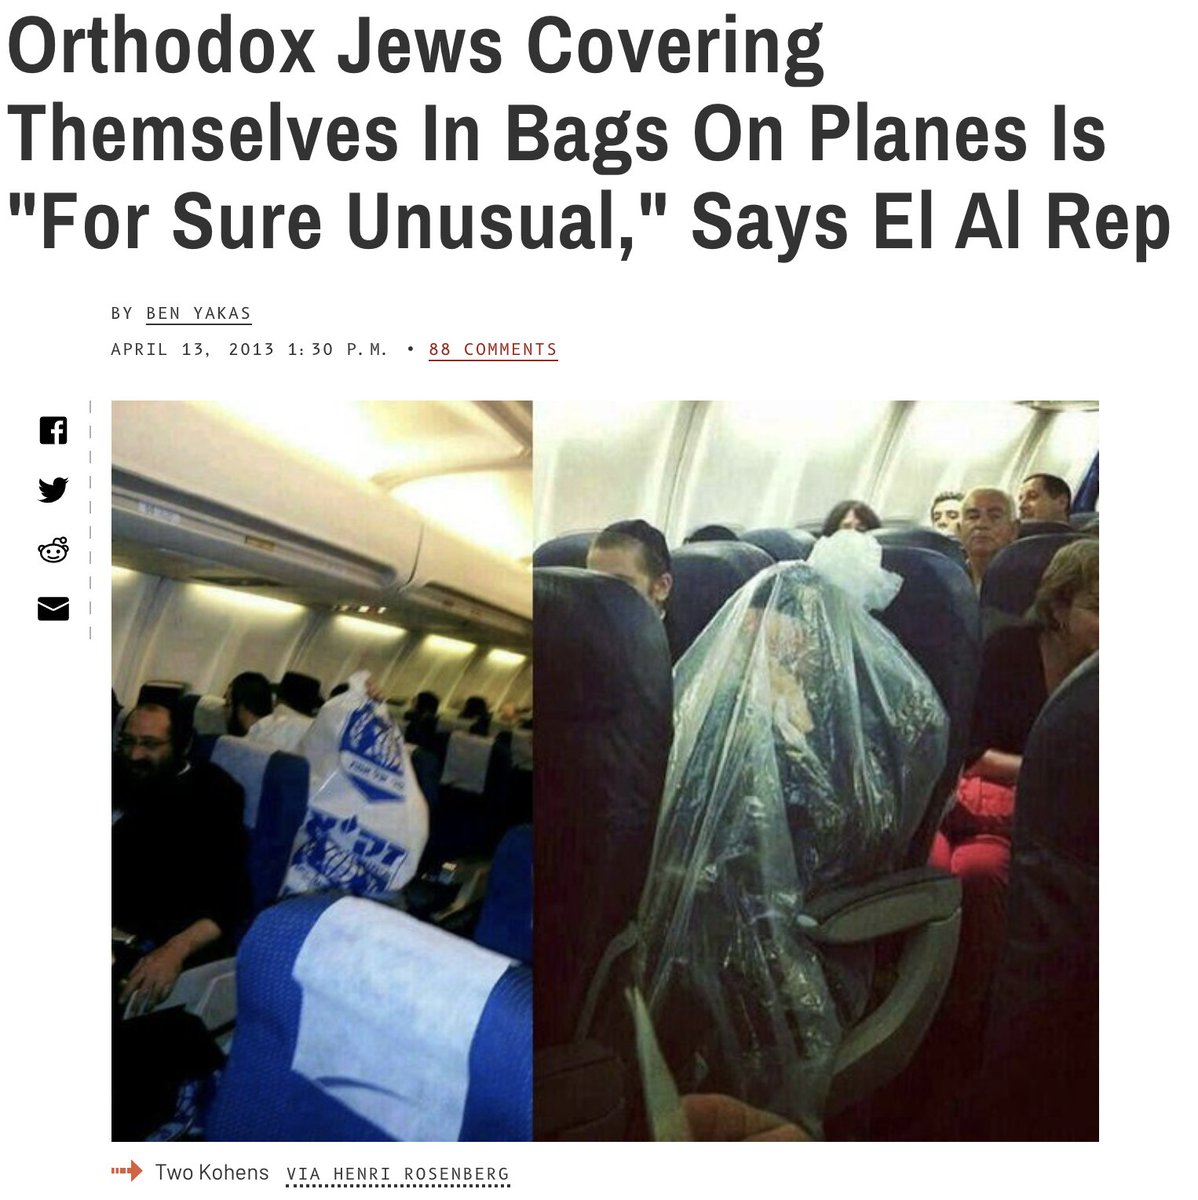 Orthodox Jews Covering
Themselves In Bags On Planes Is
"For Sure Unusual," Says El Al Rep
BY BEN YAKAS
APRIL 13, 2013 1:30 P.M. • 88 COMMENTS
Two Kohens VIA HENRI ROSENBERG